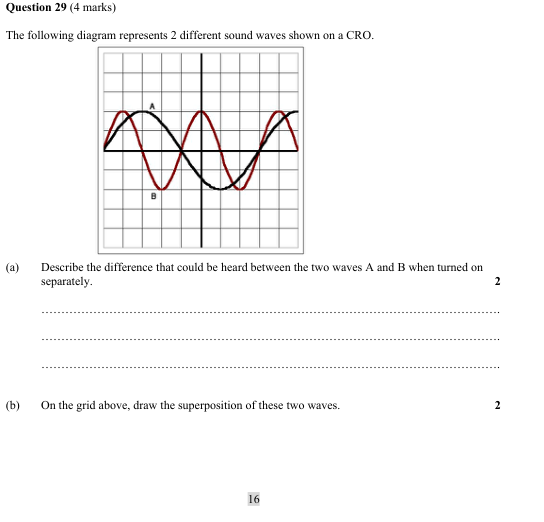 Question 29 (4 marks)
The following diagram represents 2 different sound waves shown on a CRO.
A
B
(a) Describe the difference that could be heard between the two waves A and B when turned on
separately. 2
(b) On the grid above, draw the superposition of these two waves. 2
16